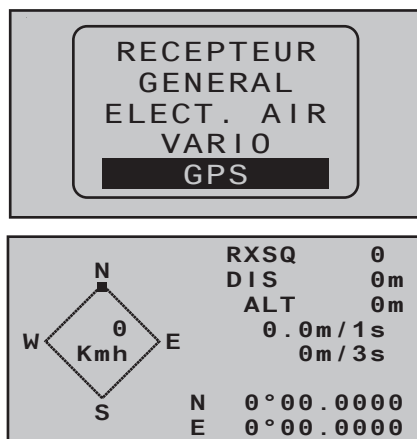 RECEPTEUR
GENERAL
ELECT. AIR
VARIO
GPS
N
W
0
Kmh
E
S
RXSQ 0
DIS 0m
ALT 0m
0.0m/1s
0m/3s
N 0°00.0000
E 0°00.0000